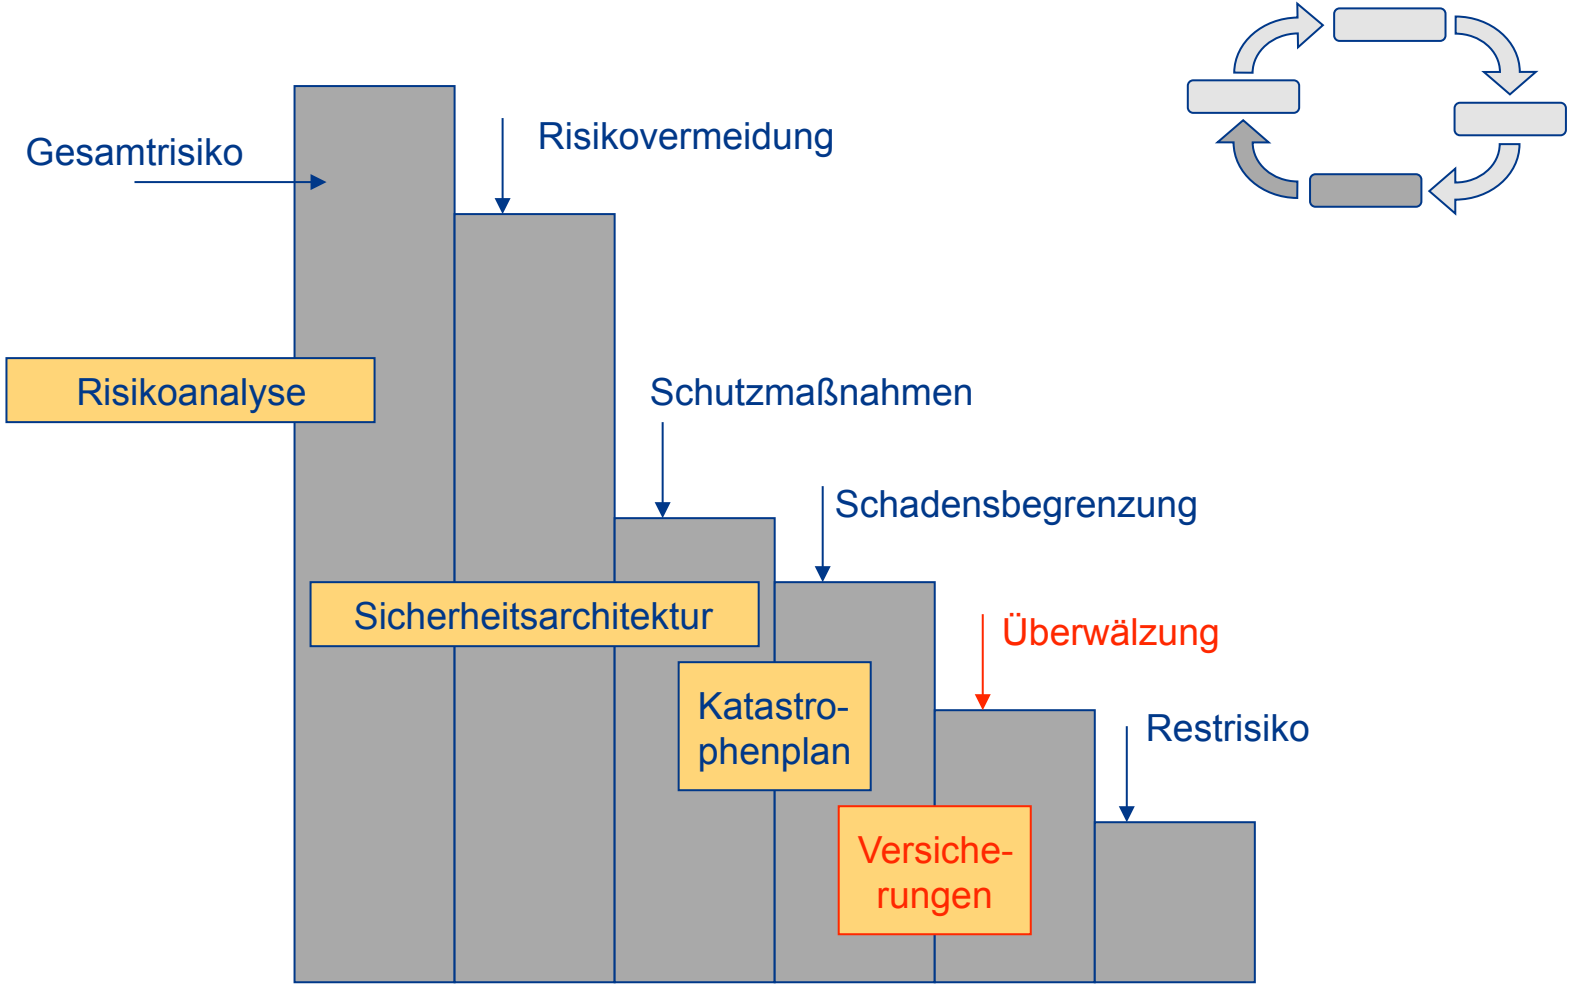 Gesamtrisiko
Risikovermeidung
Risikoanalyse
Schutzmaßnahmen
Schadensbegrenzung
Sicherheitsarchitektur
Überwälzung
Katastro-
phenplan
Restrisiko
Versiche-
rungen